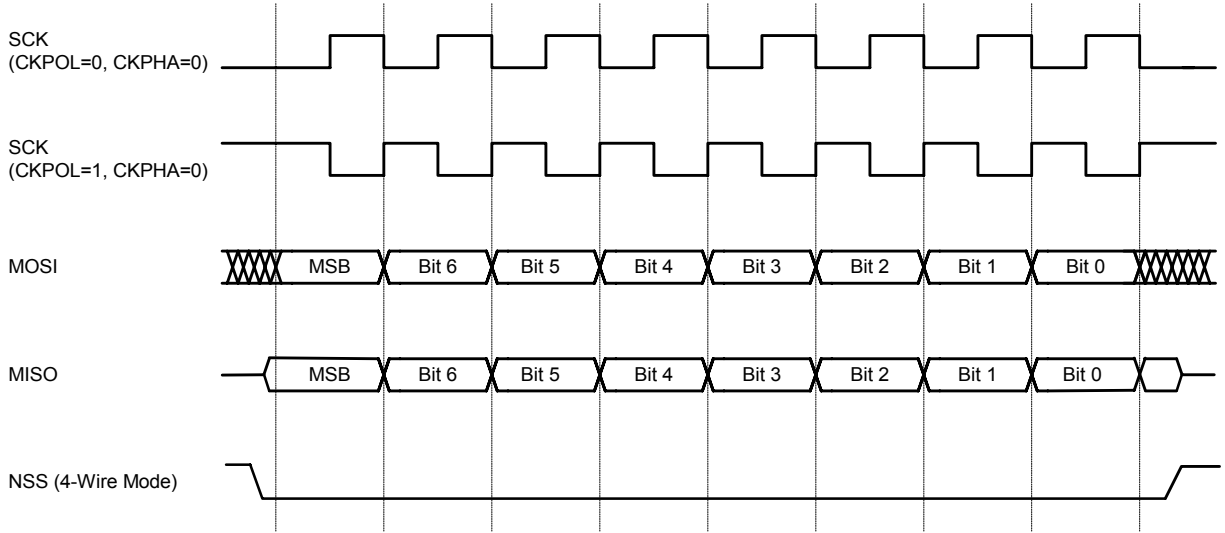 SCK
(CKPOL=0, CKPHA=0)
SCK
(CKPOL=1, CKPHA=0)
MOSI
MSB Bit 6 Bit 5 Bit 4 Bit 3 Bit 2 Bit 1 Bit 0
MISO
MSB Bit 6 Bit 5 Bit 4 Bit 3 Bit 2 Bit 1 Bit 0
NSS (4-Wire Mode)